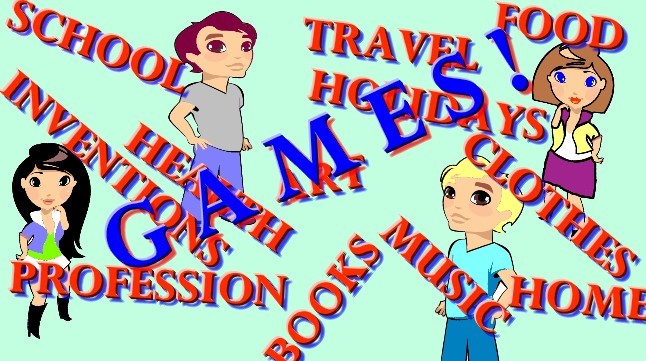 SCHOOL
TRAVEL
FOOD
HOLIDAYS
INVENTIONS
HEALTH
ART
GAMES!
CLOTHES
PROFESSION
BOOKS
MUSIC
HOME